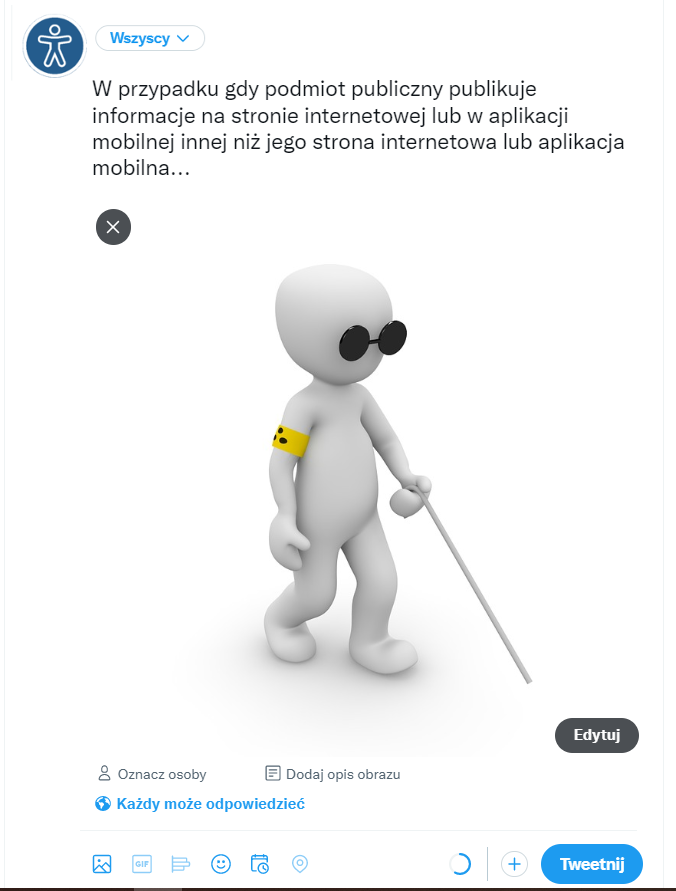 Wszyscy
W przypadku gdy podmiot publiczny publikuje
informacje na stronie internetowej lub w aplikacji
mobilnej innej niż jego strona internetowa lub aplikacja
mobilna…
Edytuj
Oznacz osoby
Dodaj opis obrazu
Każdy może odpowiedzieć
GIF
Tweetnij